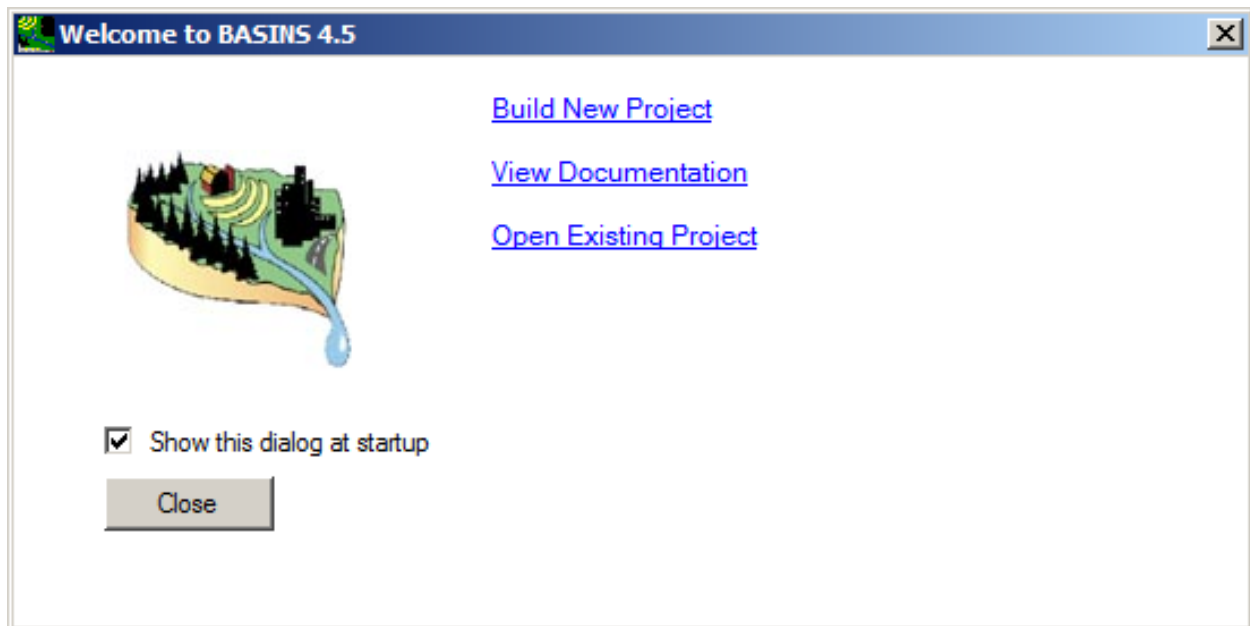 Welcome to BASINS 4.5
Build New Project
View Documentation
Open Existing Project
Show this dialog at startup
Close